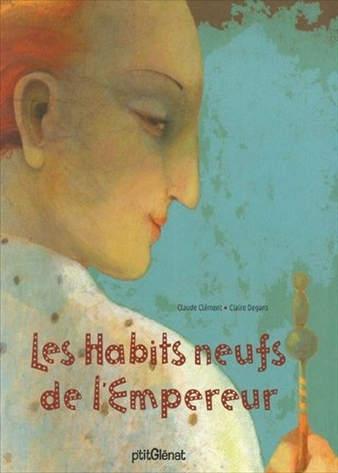 Claude Clément • Claire Degans
Les Habits neufs
de l'Empereur
p'titGlénat